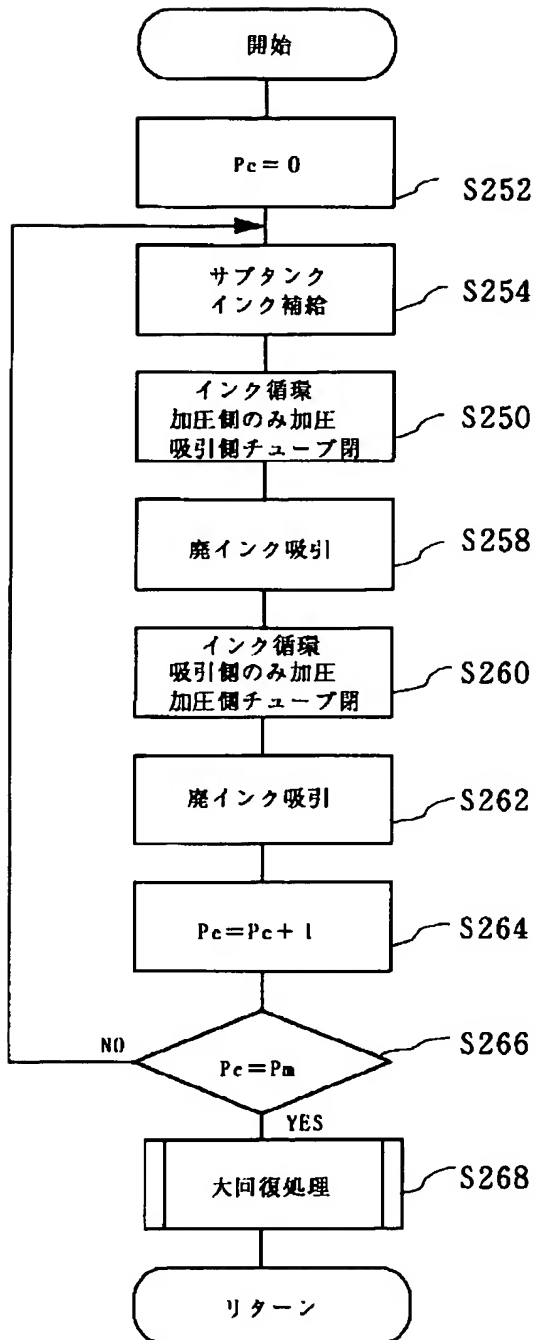 開始
Pc=0
S252
サブタンク
インク補給
S254
インク循環
加圧側のみ加圧
吸引側チューブ閉
S250
廃インク吸引
S258
インク循環
吸引側のみ加圧
加圧側チューブ閉
S260
廃インク吸引
S262
Pc=Pc+1
S264
Pc=Pm
S266
NO
YES
大回復処理
S268
リターン